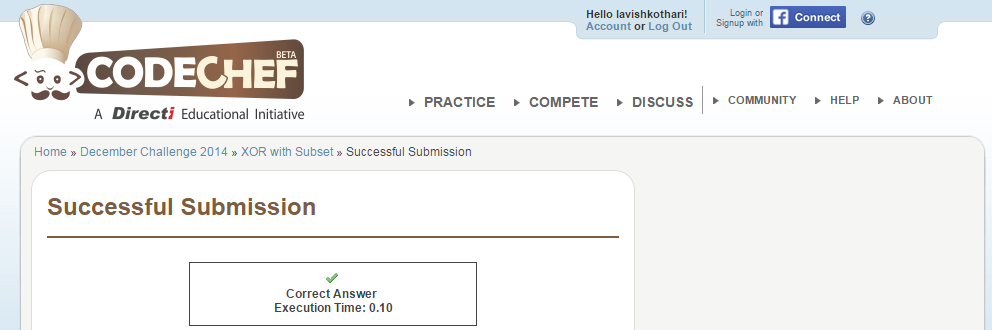 Hello lavishkothari!
Account or Log Out
Login or
Signup with
Connect
?
CODECHEF
BETA
A Directi Educational Initiative
PRACTICE COMPETE DISCUSS COMMUNITY HELP ABOUT
Home » December Challenge 2014 » XOR with Subset » Successful Submission
Successful Submission
Correct Answer
Execution Time: 0.10